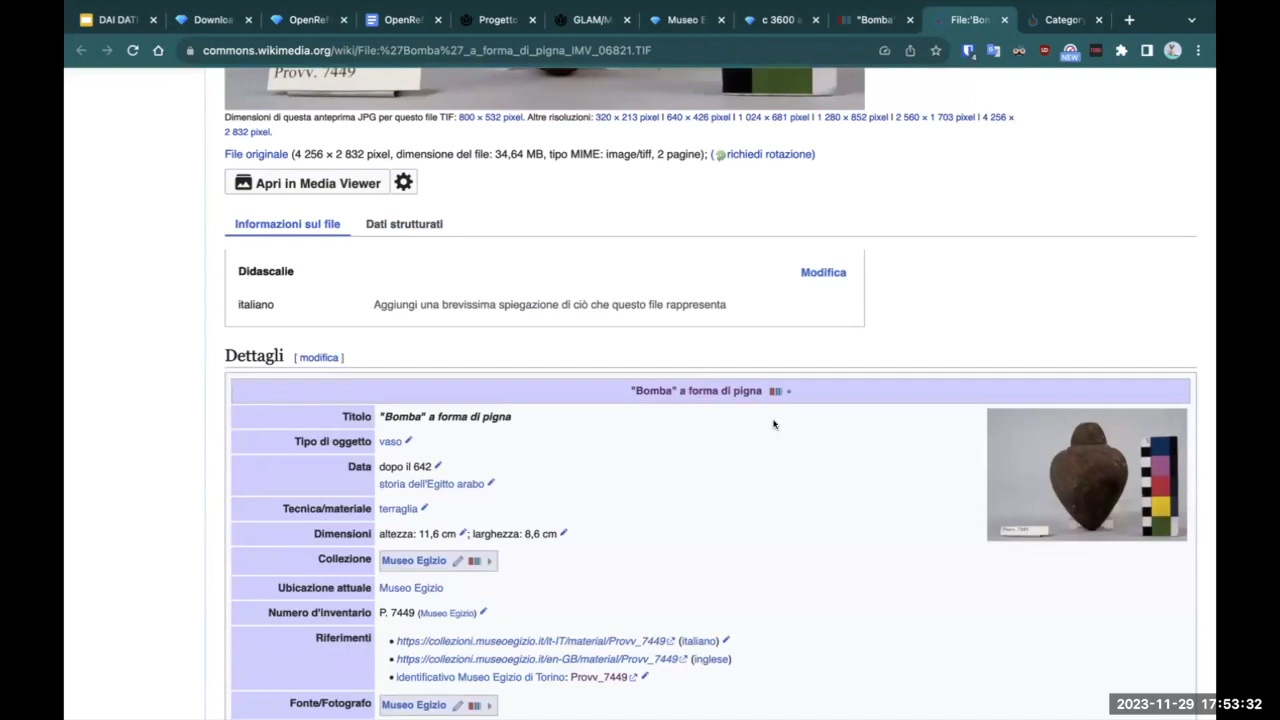 DAI DATI
Downloa
OpenRef
OpenRef
Progetto
GLAM/M
Museo E
c 3600 e
"Bomba"
File:'Bon
Category
commons.wikimedia.org/wiki/File:%27Bomba%27_a_forma_di_pigna_IMV_06821.TIF
NEW
Provv. 7449
Dimensioni di questa anteprima JPG per questo file TIF: 800 × 532 pixel. Altre risoluzioni: 320 × 213 pixel | 640 × 426 pixel | 1 024 × 681 pixel | 1 280 × 852 pixel | 2 560 × 1 703 pixel | 4 256 ×
2 832 pixel.
File originale (4 256 × 2 832 pixel, dimensione del file: 34,64 MB, tipo MIME: image/tiff, 2 pagine); ( richiedi rotazione)
Apri in Media Viewer
Informazioni sul file Dati strutturati
Didascalie Modifica
italiano Aggiungi una brevissima spiegazione di ciò che questo file rappresenta
Dettagli [ modifica ]
"Bomba" a forma di pigna
Titolo "Bomba" a forma di pigna
Tipo di oggetto vaso
Data dopo il 642
storia dell'Egitto arabo
Tecnica/materiale terraglia
Dimensioni altezza: 11,6 cm ; larghezza: 8,6 cm
Collezione Museo Egizio
Ubicazione attuale Museo Egizio
Numero d'inventario P. 7449 (Museo Egizio)
Riferimenti • https://collezioni.museoegizio.it/it-IT/material/Provv_7449 (italiano)
• https://collezioni.museoegizio.it/en-GB/material/Provv_7449 (inglese)
• identificativo Museo Egizio di Torino: Provv_7449
Fonte/Fotografo Museo Egizio
2023-11-29 17:53:32